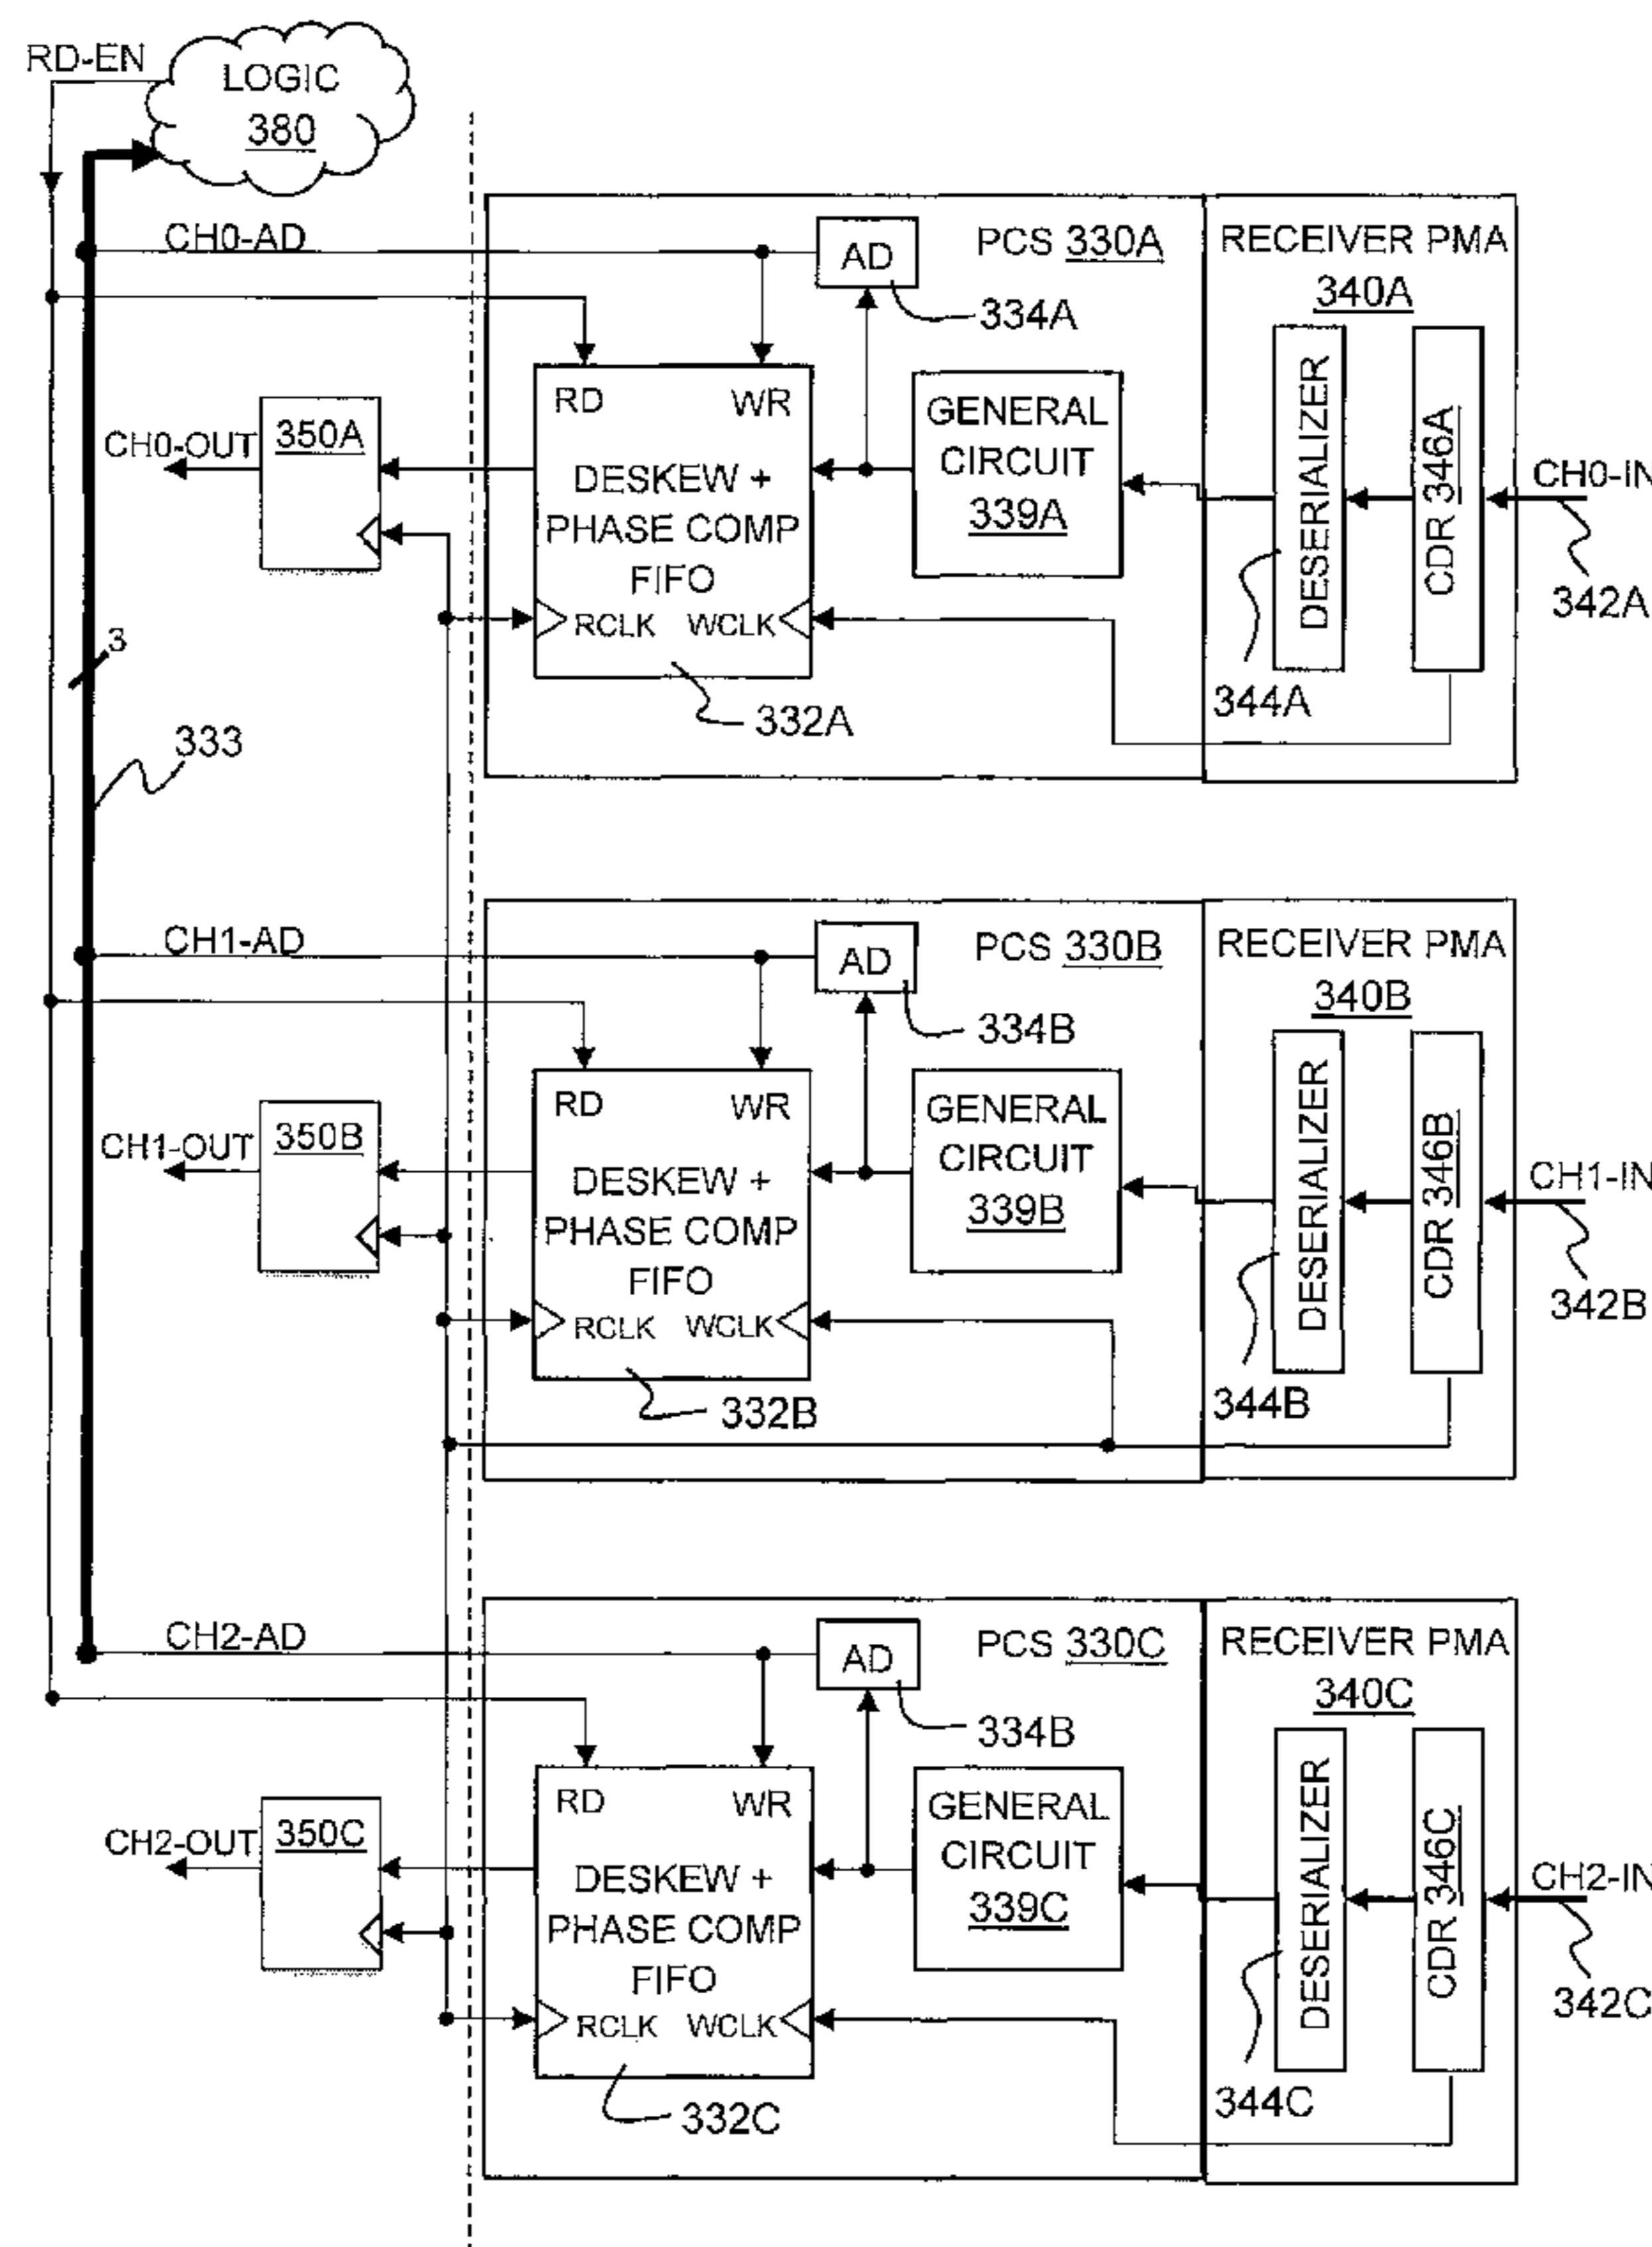 RD-EN
LOGIC
380
CH0-AD
AD
PCS 330A
334A
RECEIVER PMA
340A
RD
WR
DESKEW +
PHASE COMP
FIFO
RCLK
WCLK
332A
GENERAL
CIRCUIT
339A
DESERIALIZER
344A
CDR 346A
CH0-IN
342A
350A
CH0-OUT
3
333
CH1-AD
AD
PCS 330B
334B
RECEIVER PMA
340B
RD
WR
DESKEW +
PHASE COMP
FIFO
RCLK
WCLK
332B
GENERAL
CIRCUIT
339B
DESERIALIZER
344B
CDR 346B
CH1-IN
342B
350B
CH1-OUT
CH2-AD
AD
PCS 330C
334B
RECEIVER PMA
340C
RD
WR
DESKEW +
PHASE COMP
FIFO
RCLK
WCLK
332C
GENERAL
CIRCUIT
339C
DESERIALIZER
344C
CDR 346C
CH2-IN
342C
350C
CH2-OUT